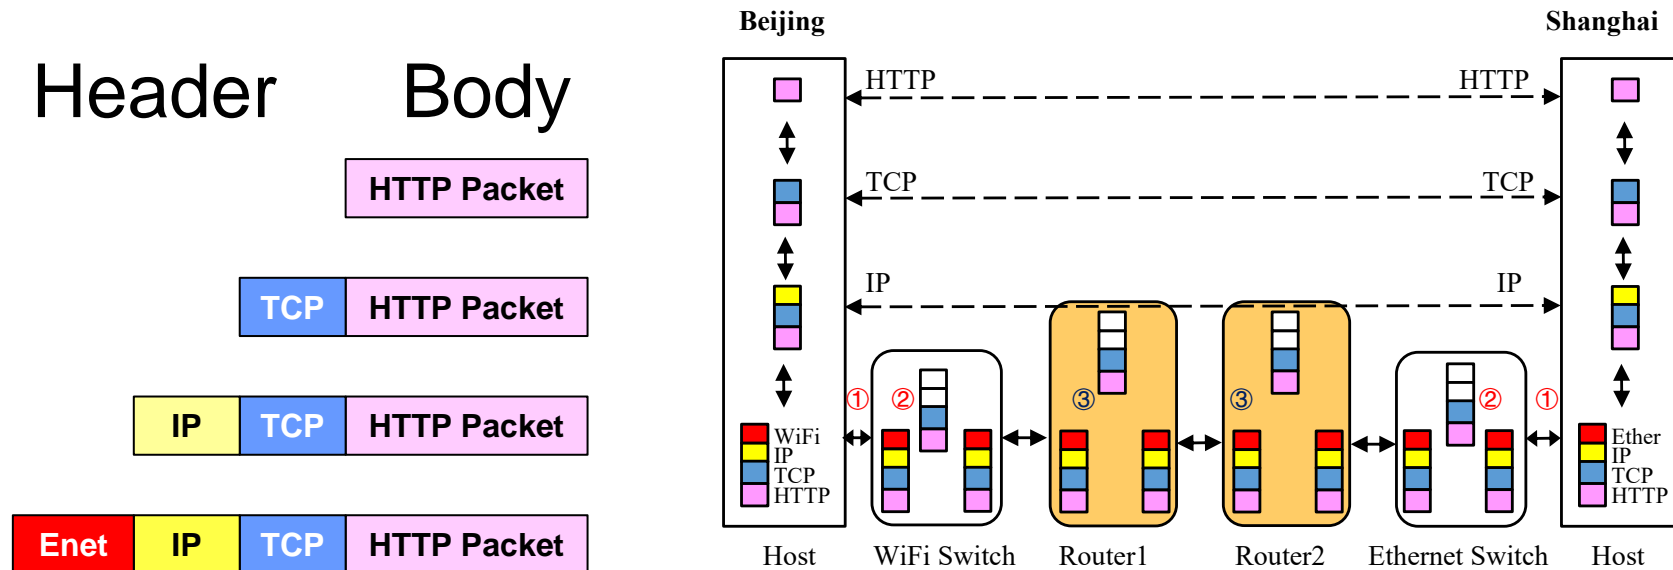 Header Body
HTTP Packet
TCP HTTP Packet
IP TCP HTTP Packet
Enet IP TCP HTTP Packet
Beijing Shanghai
HTTP HTTP
TCP TCP
IP IP
① ② ③ ③ ② ①
WiFi
IP
TCP
HTTP
Ether
IP
TCP
HTTP
Host WiFi Switch Router1 Router2 Ethernet Switch Host